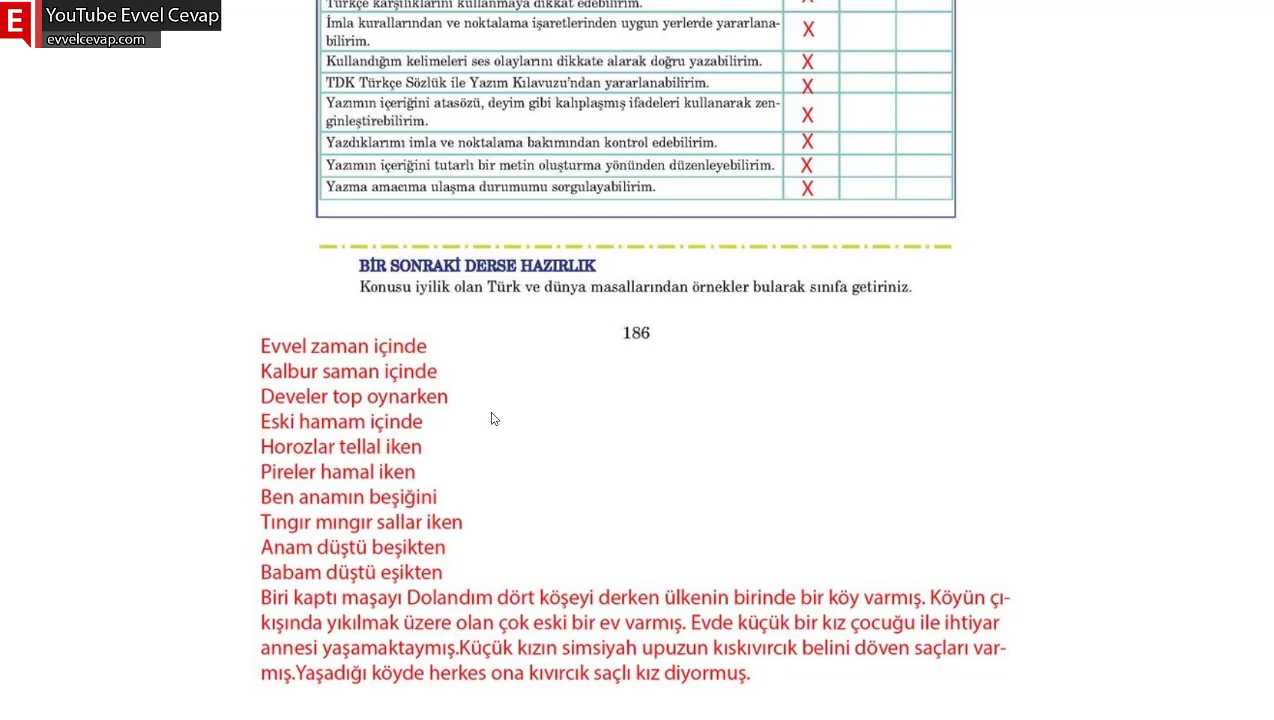 YouTube Evvel Cevap
evvelcevap.com
Türkçe karşılıklarını kullanmaya dikkat edebilirim.
X
İmla kurallarından ve noktalama işaretlerinden uygun yerlerde yararlana-
bilirim.
X
Kullandığım kelimeleri ses olaylarını dikkate alarak doğru yazabilirim.
X
TDK Türkçe Sözlük ile Yazım Kılavuzu'ndan yararlanabilirim.
X
Yazımın içeriğini atasözü, deyim gibi kalıplaşmış ifadeleri kullanarak zen-
ginleştirebilirim.
X
Yazdıklarımı imla ve noktalama bakımından kontrol edebilirim.
X
Yazımın içeriğini tutarlı bir metin oluşturma yönünden düzenleyebilirim.
X
Yazma amacıma ulaşma durumumu sorgulayabilirim.
X
BİR SONRAKİ DERSE HAZIRLIK
Konusu iyilik olan Türk ve dünya masallarından örnekler bularak sınıfa getiriniz.
186
Evvel zaman içinde
Kalbur saman içinde
Develer top oynarken
Eski hamam içinde
Horozlar tellal iken
Pireler hamal iken
Ben anamın beşiğini
Tıngır mıngır sallar iken
Anam düştü beşikten
Babam düştü eşikten
Biri kaptı maşayı Dolandım dört köşeyi derken ülkenin birinde bir köy varmış. Köyün çı-
kışında yıkılmak üzere olan çok eski bir ev varmış. Evde küçük bir kız çocuğu ile ihtiyar
annesi yaşamaktaymış.Küçük kızın simsiyah upuzun kıskıvırcık belini döven saçları var-
mış.Yaşadığı köyde herkes ona kıvırcık saçlı kız diyormuş.